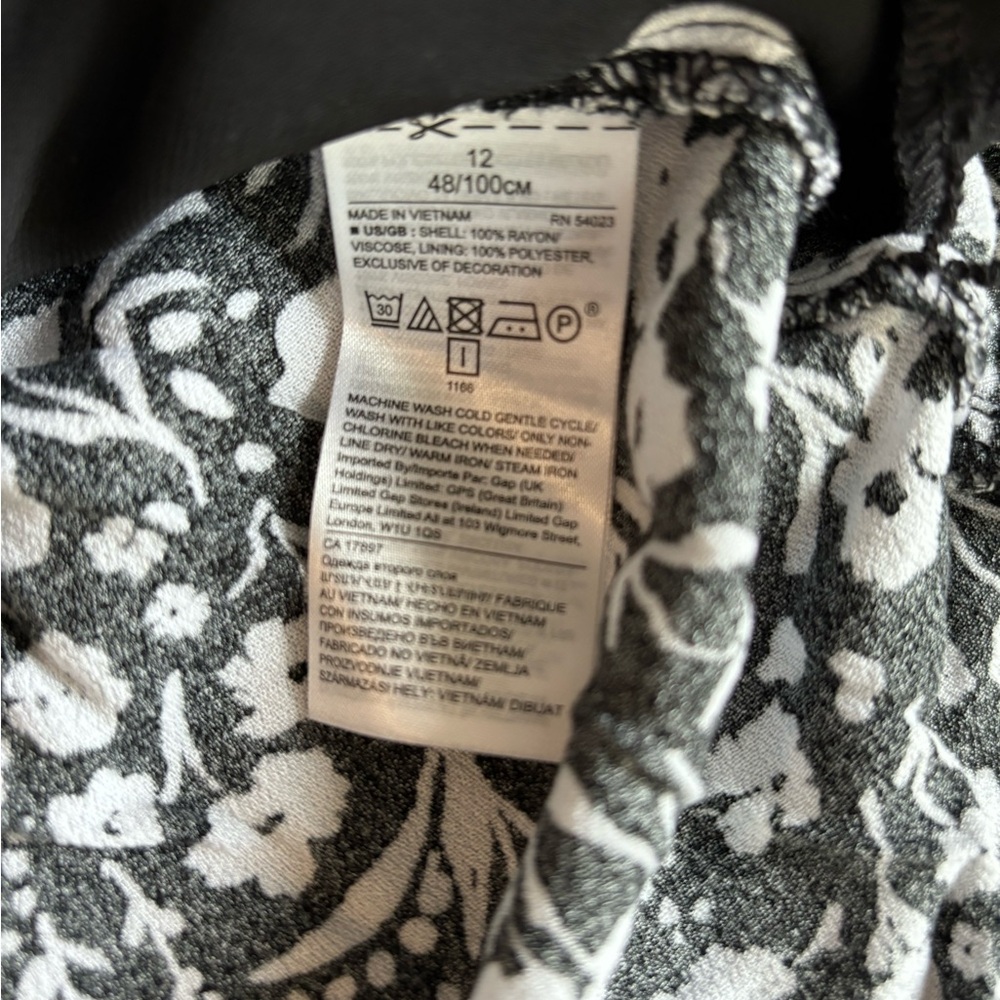 12
48/100CM
MADE IN VIETNAM RN 54023
■ US/GB : SHELL: 100% RAYON/
VISCOSE, LINING: 100% POLYESTER,
EXCLUSIVE OF DECORATION
30 P ®
I
1166
MACHINE WASH COLD GENTLE CYCLE/
WASH WITH LIKE COLORS/ ONLY NON-
CHLORINE BLEACH WHEN NEEDED/
LINE DRY/ WARM IRON/ STEAM IRON
Imported By/Importe Par: Gap (UK
Holdings) Limited: GPS (Great Britain)
Limited Gap Stores (Ireland) Limited Gap
Europe Limited All at 103 Wigmore Street,
London, W1U 1QS
CA 17897
Одежда второго слоя
FABRIQUE
AU VIETNAM/ HECHO EN VIETNAM
CON INSUMOS IMPORTADOS/
ПРОИЗВЕДЕНО ВЪВ ВИЕТНАМ/
FABRICADO NO VIETNÃ/ ZEMLJA
PROIZVODNJE VIJETNAM/
SZÁRMAZÁSI HELY: VIETNÁM/ DIBUAT